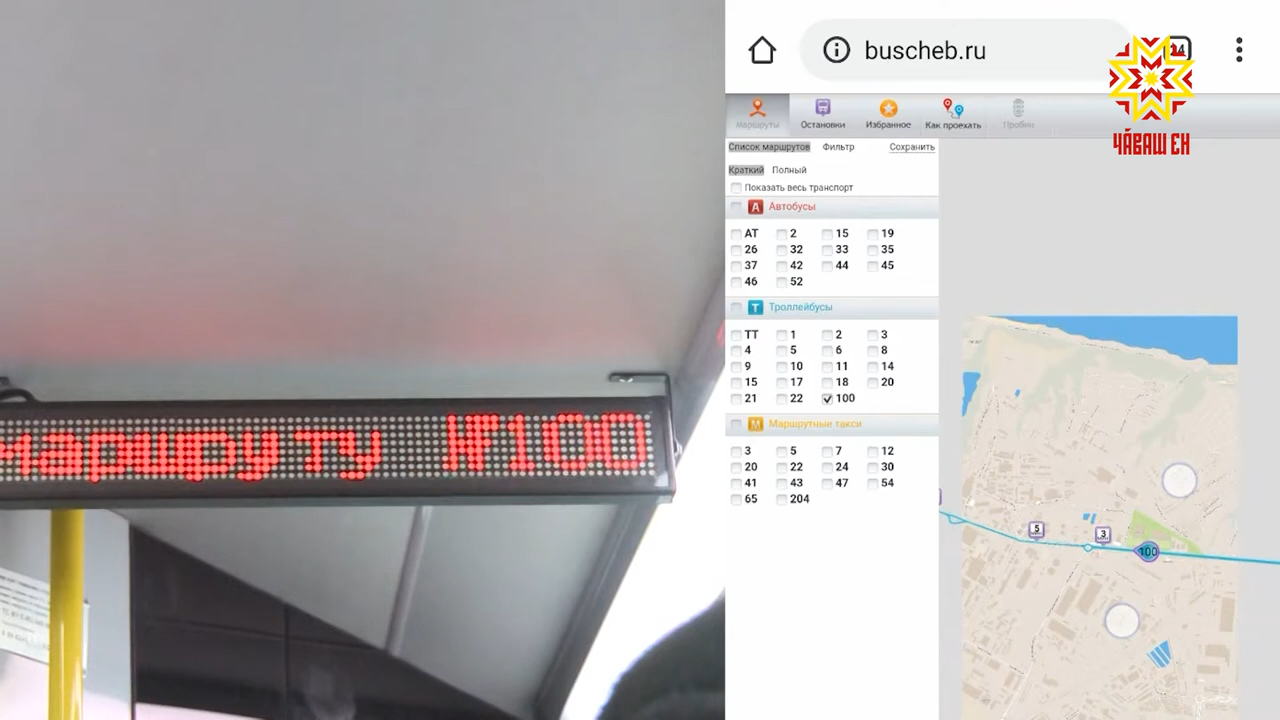 маршруту №100
buscheb.ru
ЧӐВАШ ЕН
Маршруты Остановки Избранное Как проехать Пробки
Список маршрутов Фильтр Сохранить
Краткий Полный
Показать весь транспорт
А Автобусы
АТ 2 15 19
26 32 33 35
37 42 44 45
46 52
Т Троллейбусы
ТТ 1 2 3
4 5 6 8
9 10 11 14
15 17 18 20
21 22 100
М Маршрутные такси
3 5 7 12
20 22 24 30
41 43 47 54
65 204
5
3
100